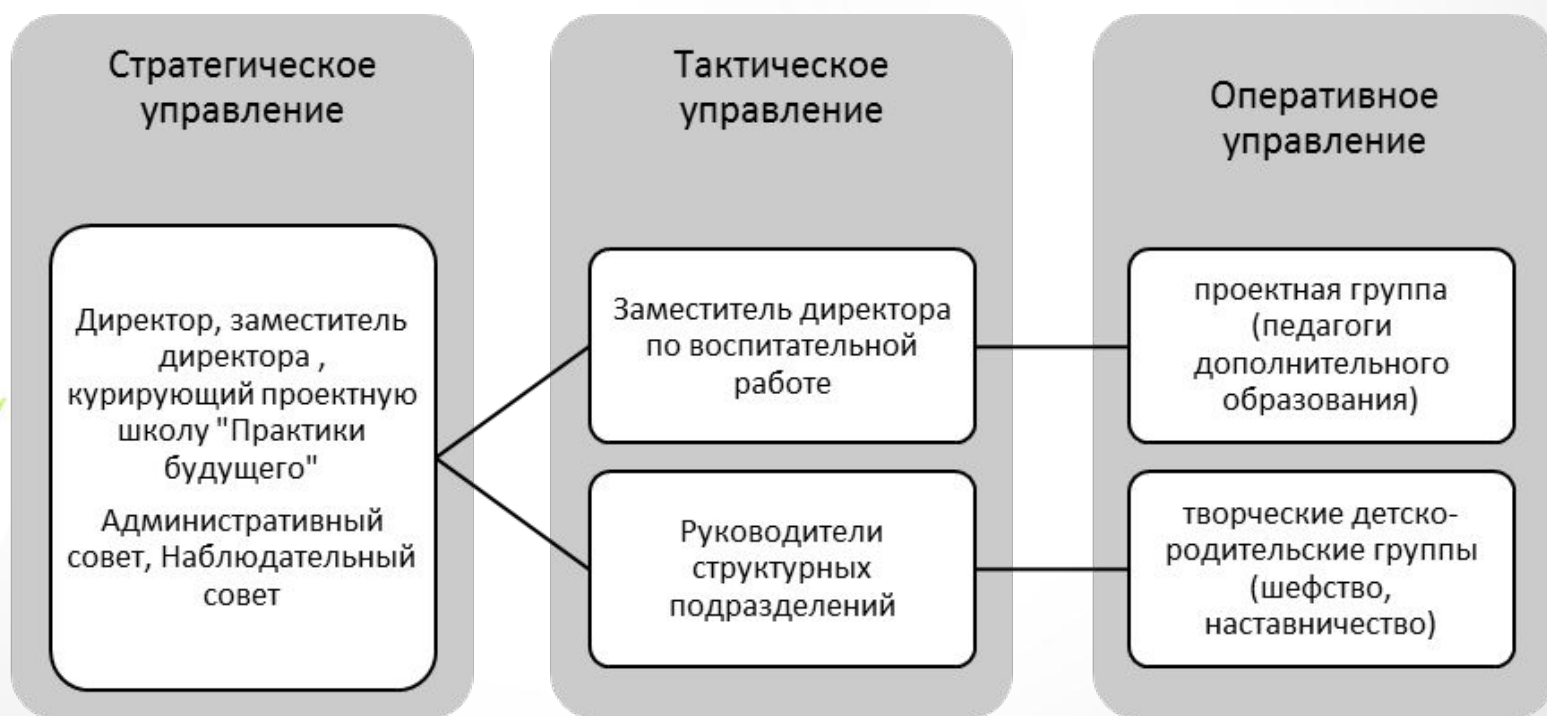 Стратегическое
управление
Директор, заместитель
директора ,
курирующий проектную
школу "Практики
будущего"
Административный
совет, Наблюдательный
совет
Тактическое
управление
Заместитель директора
по воспитательной
работе
Руководители
структурных
подразделений
Оперативное
управление
проектная группа
(педагоги
дополнительного
образования)
творческие детско-
родительские группы
(шефство,
наставничество)